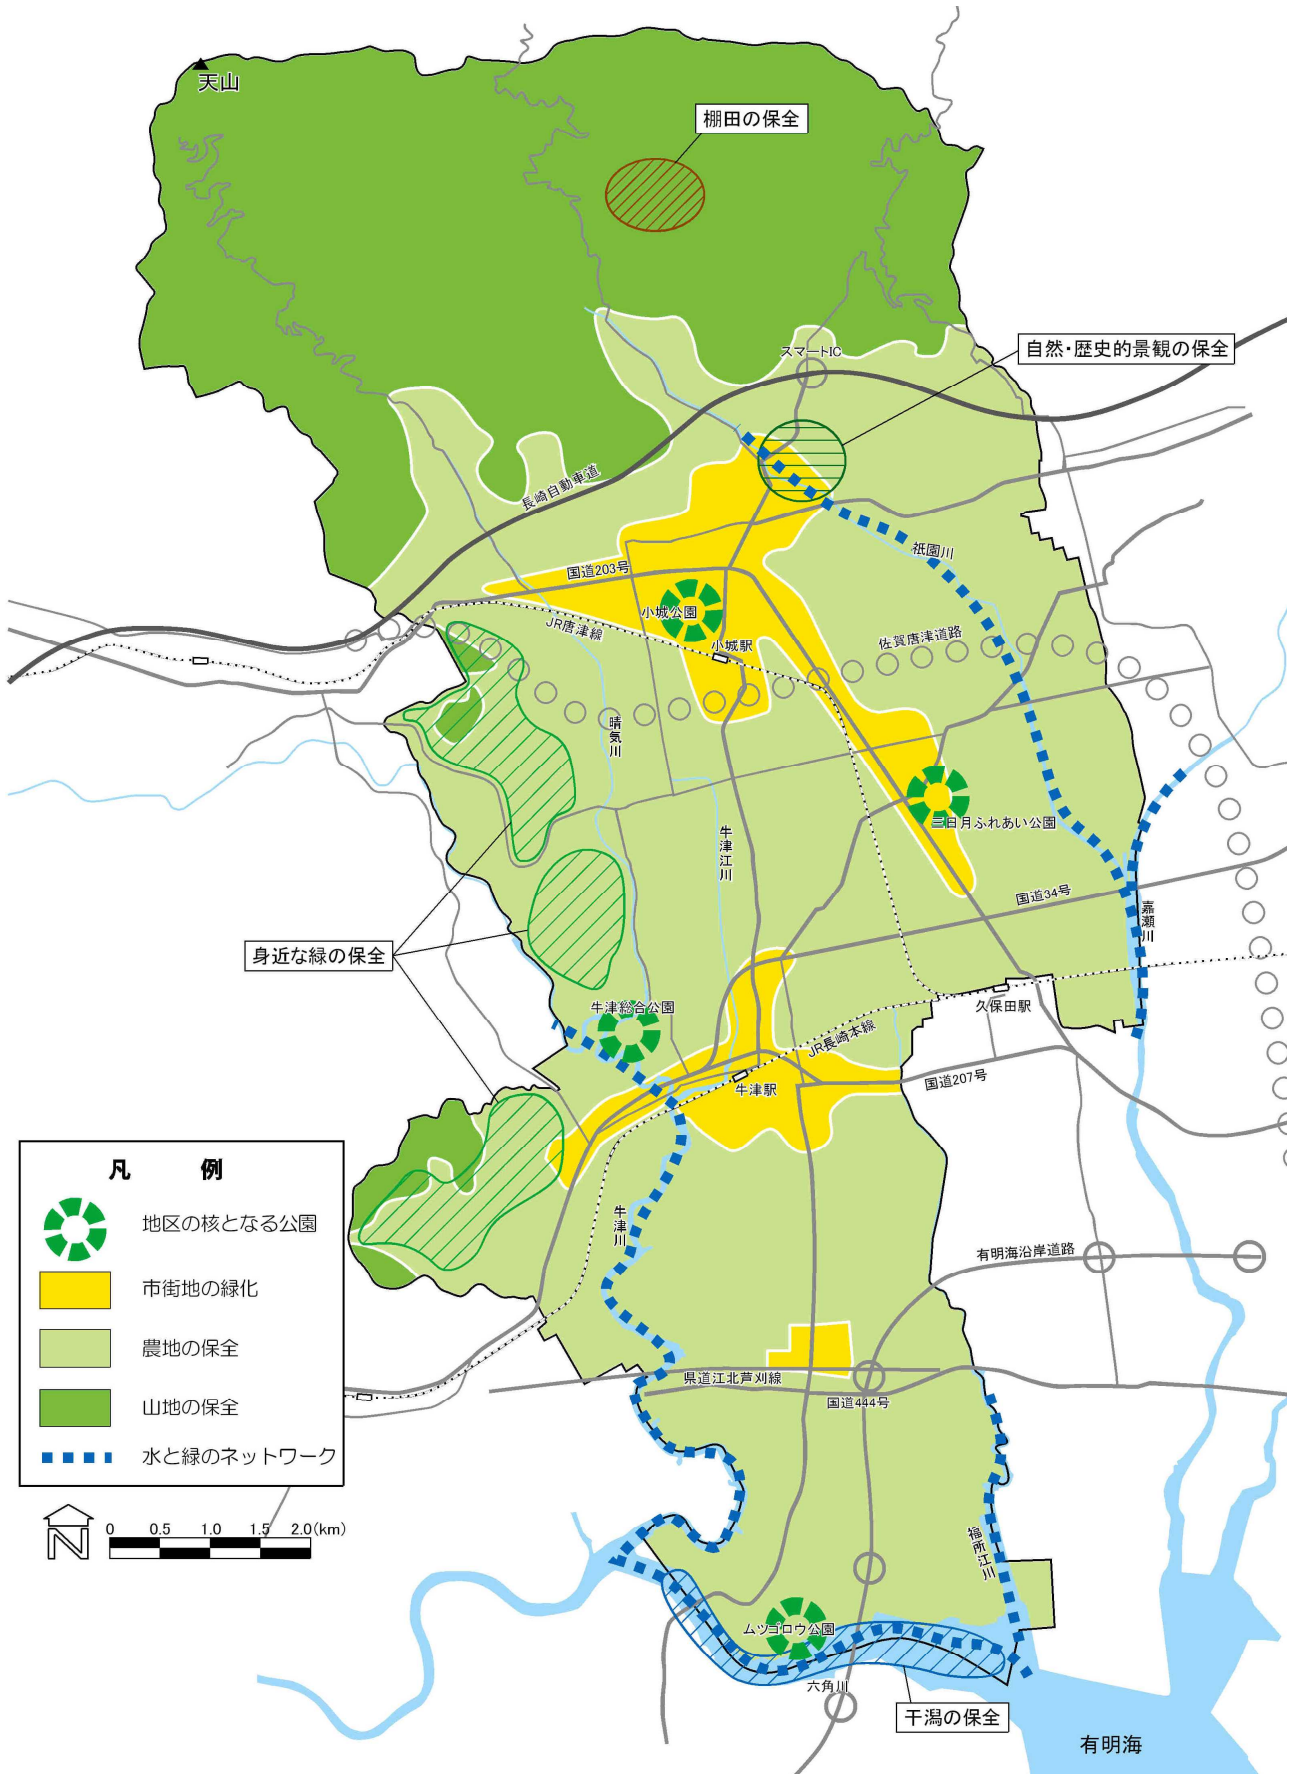 天山
棚田の保全
自然・歴史的景観の保全
スマートIC
長崎自動車道
祇園川
国道203号
小城公園
JR唐津線
小城駅
佐賀唐津道路
晴気川
三日月ふれあい公園
牛津江川
国道34号
嘉瀬川
身近な緑の保全
牛津総合公園
久保田駅
JR長崎本線
牛津駅
国道207号
凡 例
地区の核となる公園
市街地の緑化
農地の保全
山地の保全
水と緑のネットワーク
牛津川
有明海沿岸道路
県道江北芦刈線
国道444号
0 0.5 1.0 1.5 2.0(km)
N
福所江川
ムツゴロウ公園
六角川
干潟の保全
有明海